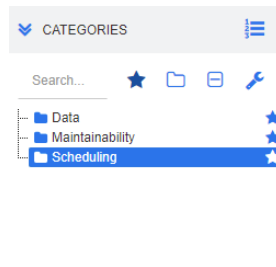 CATEGORIES
Search...
Data
Maintainability
Scheduling